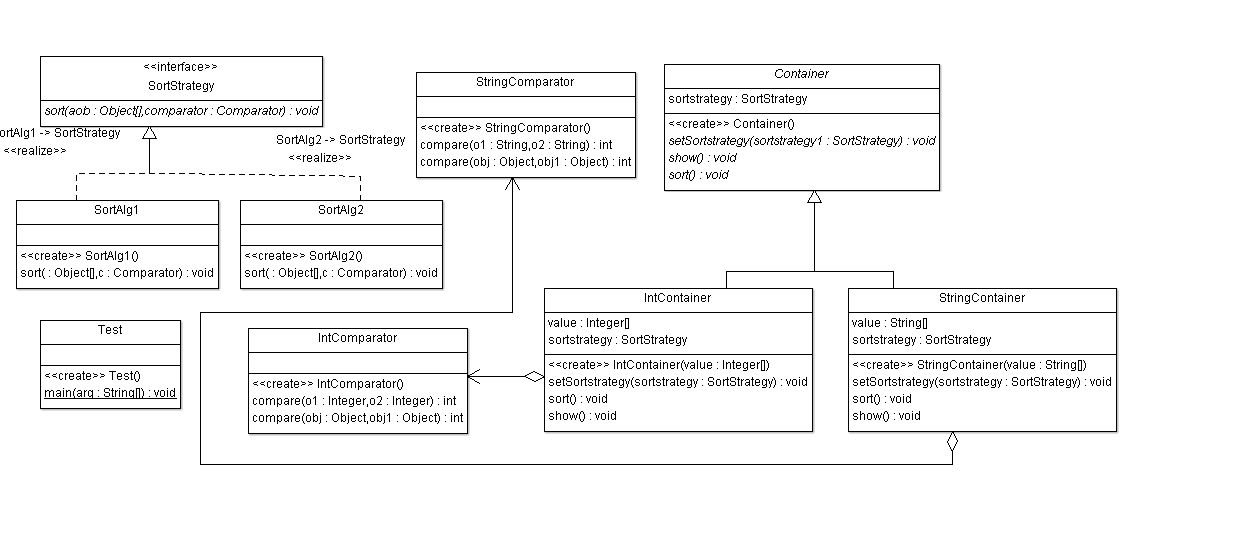 <<interface>>
SortStrategy
sort(aob : Object[],comparator : Comparator) : void
ortAlg1 -> SortStrategy
<<realize>>
SortAlg2 -> SortStrategy
<<realize>>
StringComparator
<<create>> StringComparator()
compare(o1 : String,o2 : String) : int
compare(obj : Object,obj1 : Object) : int
Container
sortstrategy : SortStrategy
<<create>> Container()
setSortstrategy(sortstrategy1 : SortStrategy) : void
show() : void
sort() : void
SortAlg1
<<create>> SortAlg1()
sort( : Object[],c : Comparator) : void
SortAlg2
<<create>> SortAlg2()
sort( : Object[],c : Comparator) : void
Test
<<create>> Test()
main(arg : String[]) : void
IntComparator
<<create>> IntComparator()
compare(o1 : Integer,o2 : Integer) : int
compare(obj : Object,obj1 : Object) : int
IntContainer
value : Integer[]
sortstrategy : SortStrategy
<<create>> IntContainer(value : Integer[])
setSortstrategy(sortstrategy : SortStrategy) : void
sort() : void
show() : void
StringContainer
value : String[]
sortstrategy : SortStrategy
<<create>> StringContainer(value : String[])
setSortstrategy(sortstrategy : SortStrategy) : void
sort() : void
show() : void